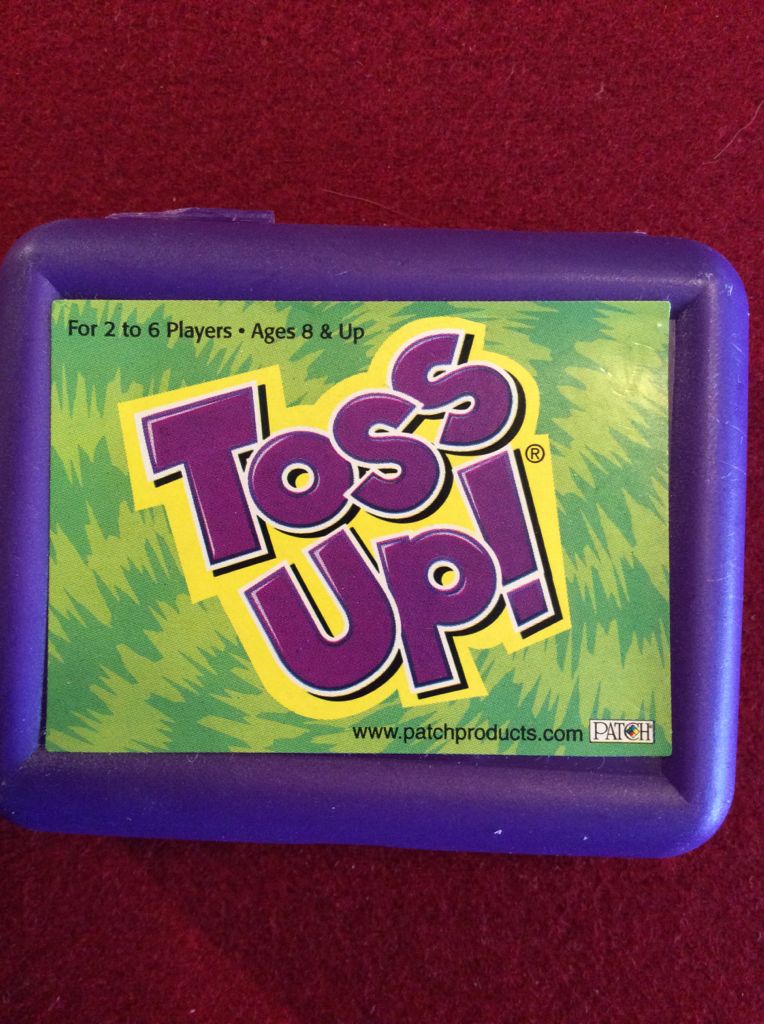 For 2 to 6 Players • Ages 8 & Up
Toss
Up!®
www.patchproducts.com PATCH